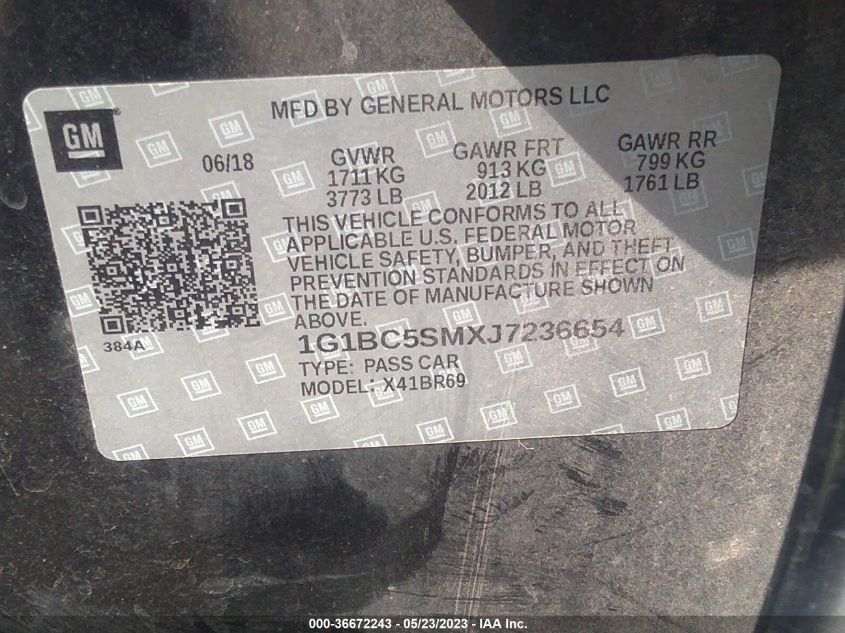 MFD BY GENERAL MOTORS LLC
GM
06/18
GVWR
1711 KG
3773 LB
GAWR FRT
913 KG
2012 LB
GAWR RR
799 KG
1761 LB
THIS VEHICLE CONFORMS TO ALL
APPLICABLE U.S. FEDERAL MOTOR
VEHICLE SAFETY, BUMPER, AND THEFT
PREVENTION STANDARDS IN EFFECT ON
THE DATE OF MANUFACTURE SHOWN
ABOVE.
384A
1G1BC5SMXJ7236654
TYPE: PASS CAR
MODEL: X41BR69
000-36672243 - 05/23/2023 - IAA Inc.